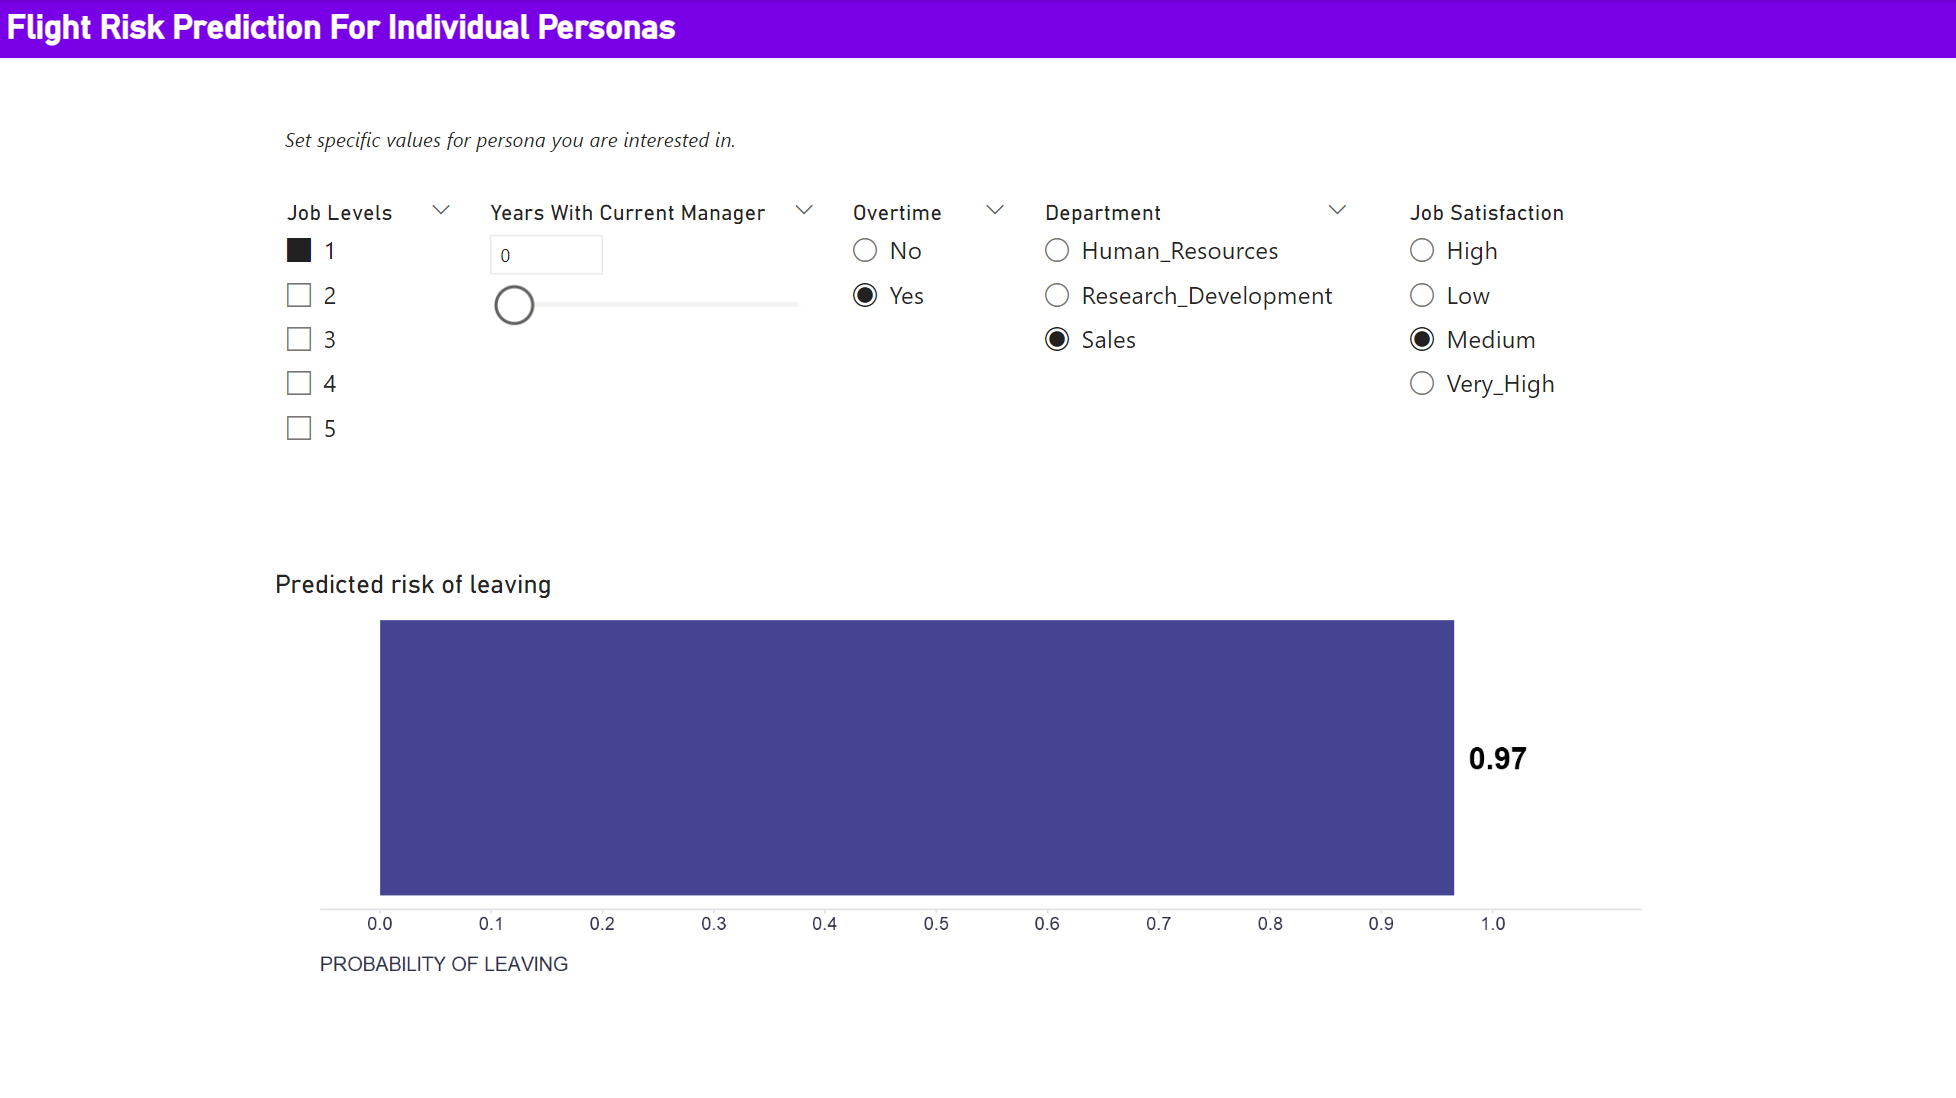 Flight Risk Prediction For Individual Personas
Set specific values for persona you are interested in.
Job Levels
1
2
3
4
5
Years With Current Manager
0
Overtime
No
Yes
Department
Human_Resources
Research_Development
Sales
Job Satisfaction
High
Low
Medium
Very_High
Predicted risk of leaving
0.97
0.0 0.1 0.2 0.3 0.4 0.5 0.6 0.7 0.8 0.9 1.0
PROBABILITY OF LEAVING